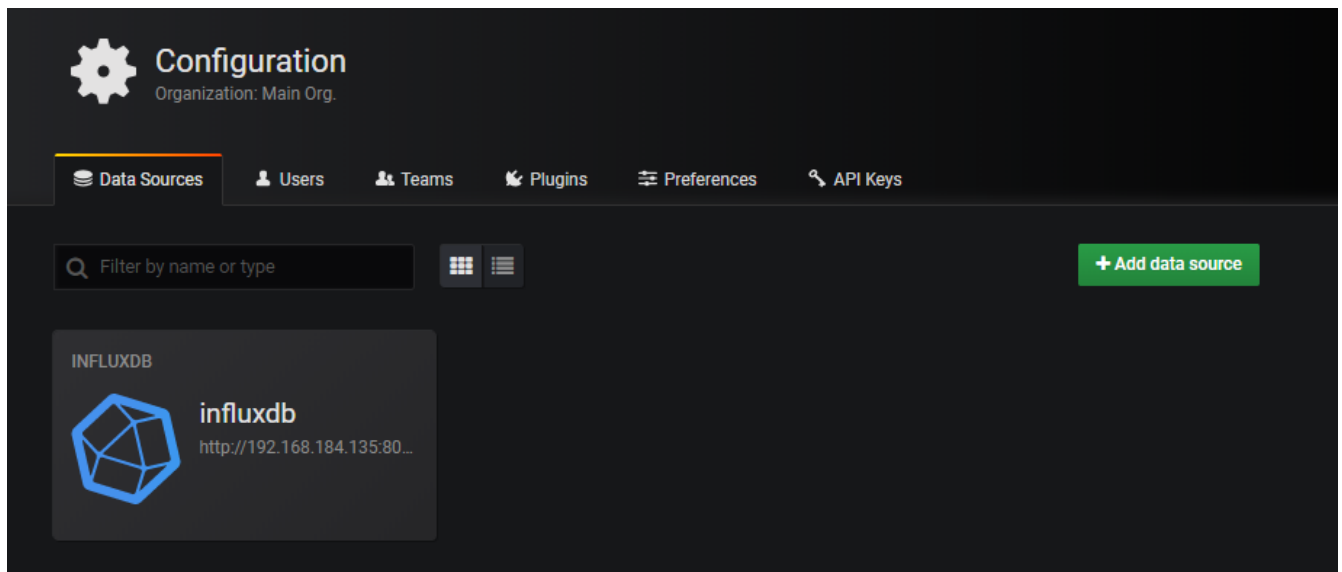 Configuration
Organization: Main Org.
Data Sources
Users
Teams
Plugins
Preferences
API Keys
Filter by name or type
+ Add data source
INFLUXDB
influxdb
http://192.168.184.135:80...